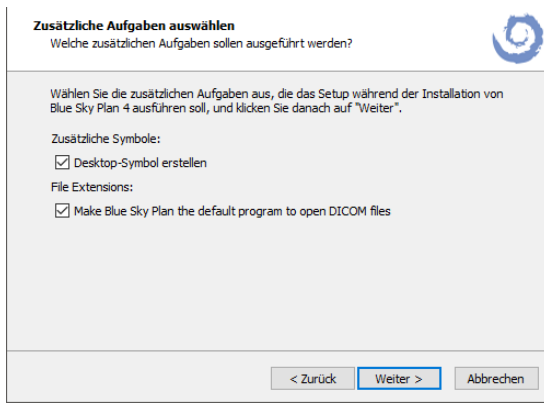 Zusätzliche Aufgaben auswählen
Welche zusätzlichen Aufgaben sollen ausgeführt werden?
Wählen Sie die zusätzlichen Aufgaben aus, die das Setup während der Installation von
Blue Sky Plan 4 ausführen soll, und klicken Sie danach auf "Weiter".
Zusätzliche Symbole:
Desktop-Symbol erstellen
File Extensions:
Make Blue Sky Plan the default program to open DICOM files
< Zurück Weiter > Abbrechen